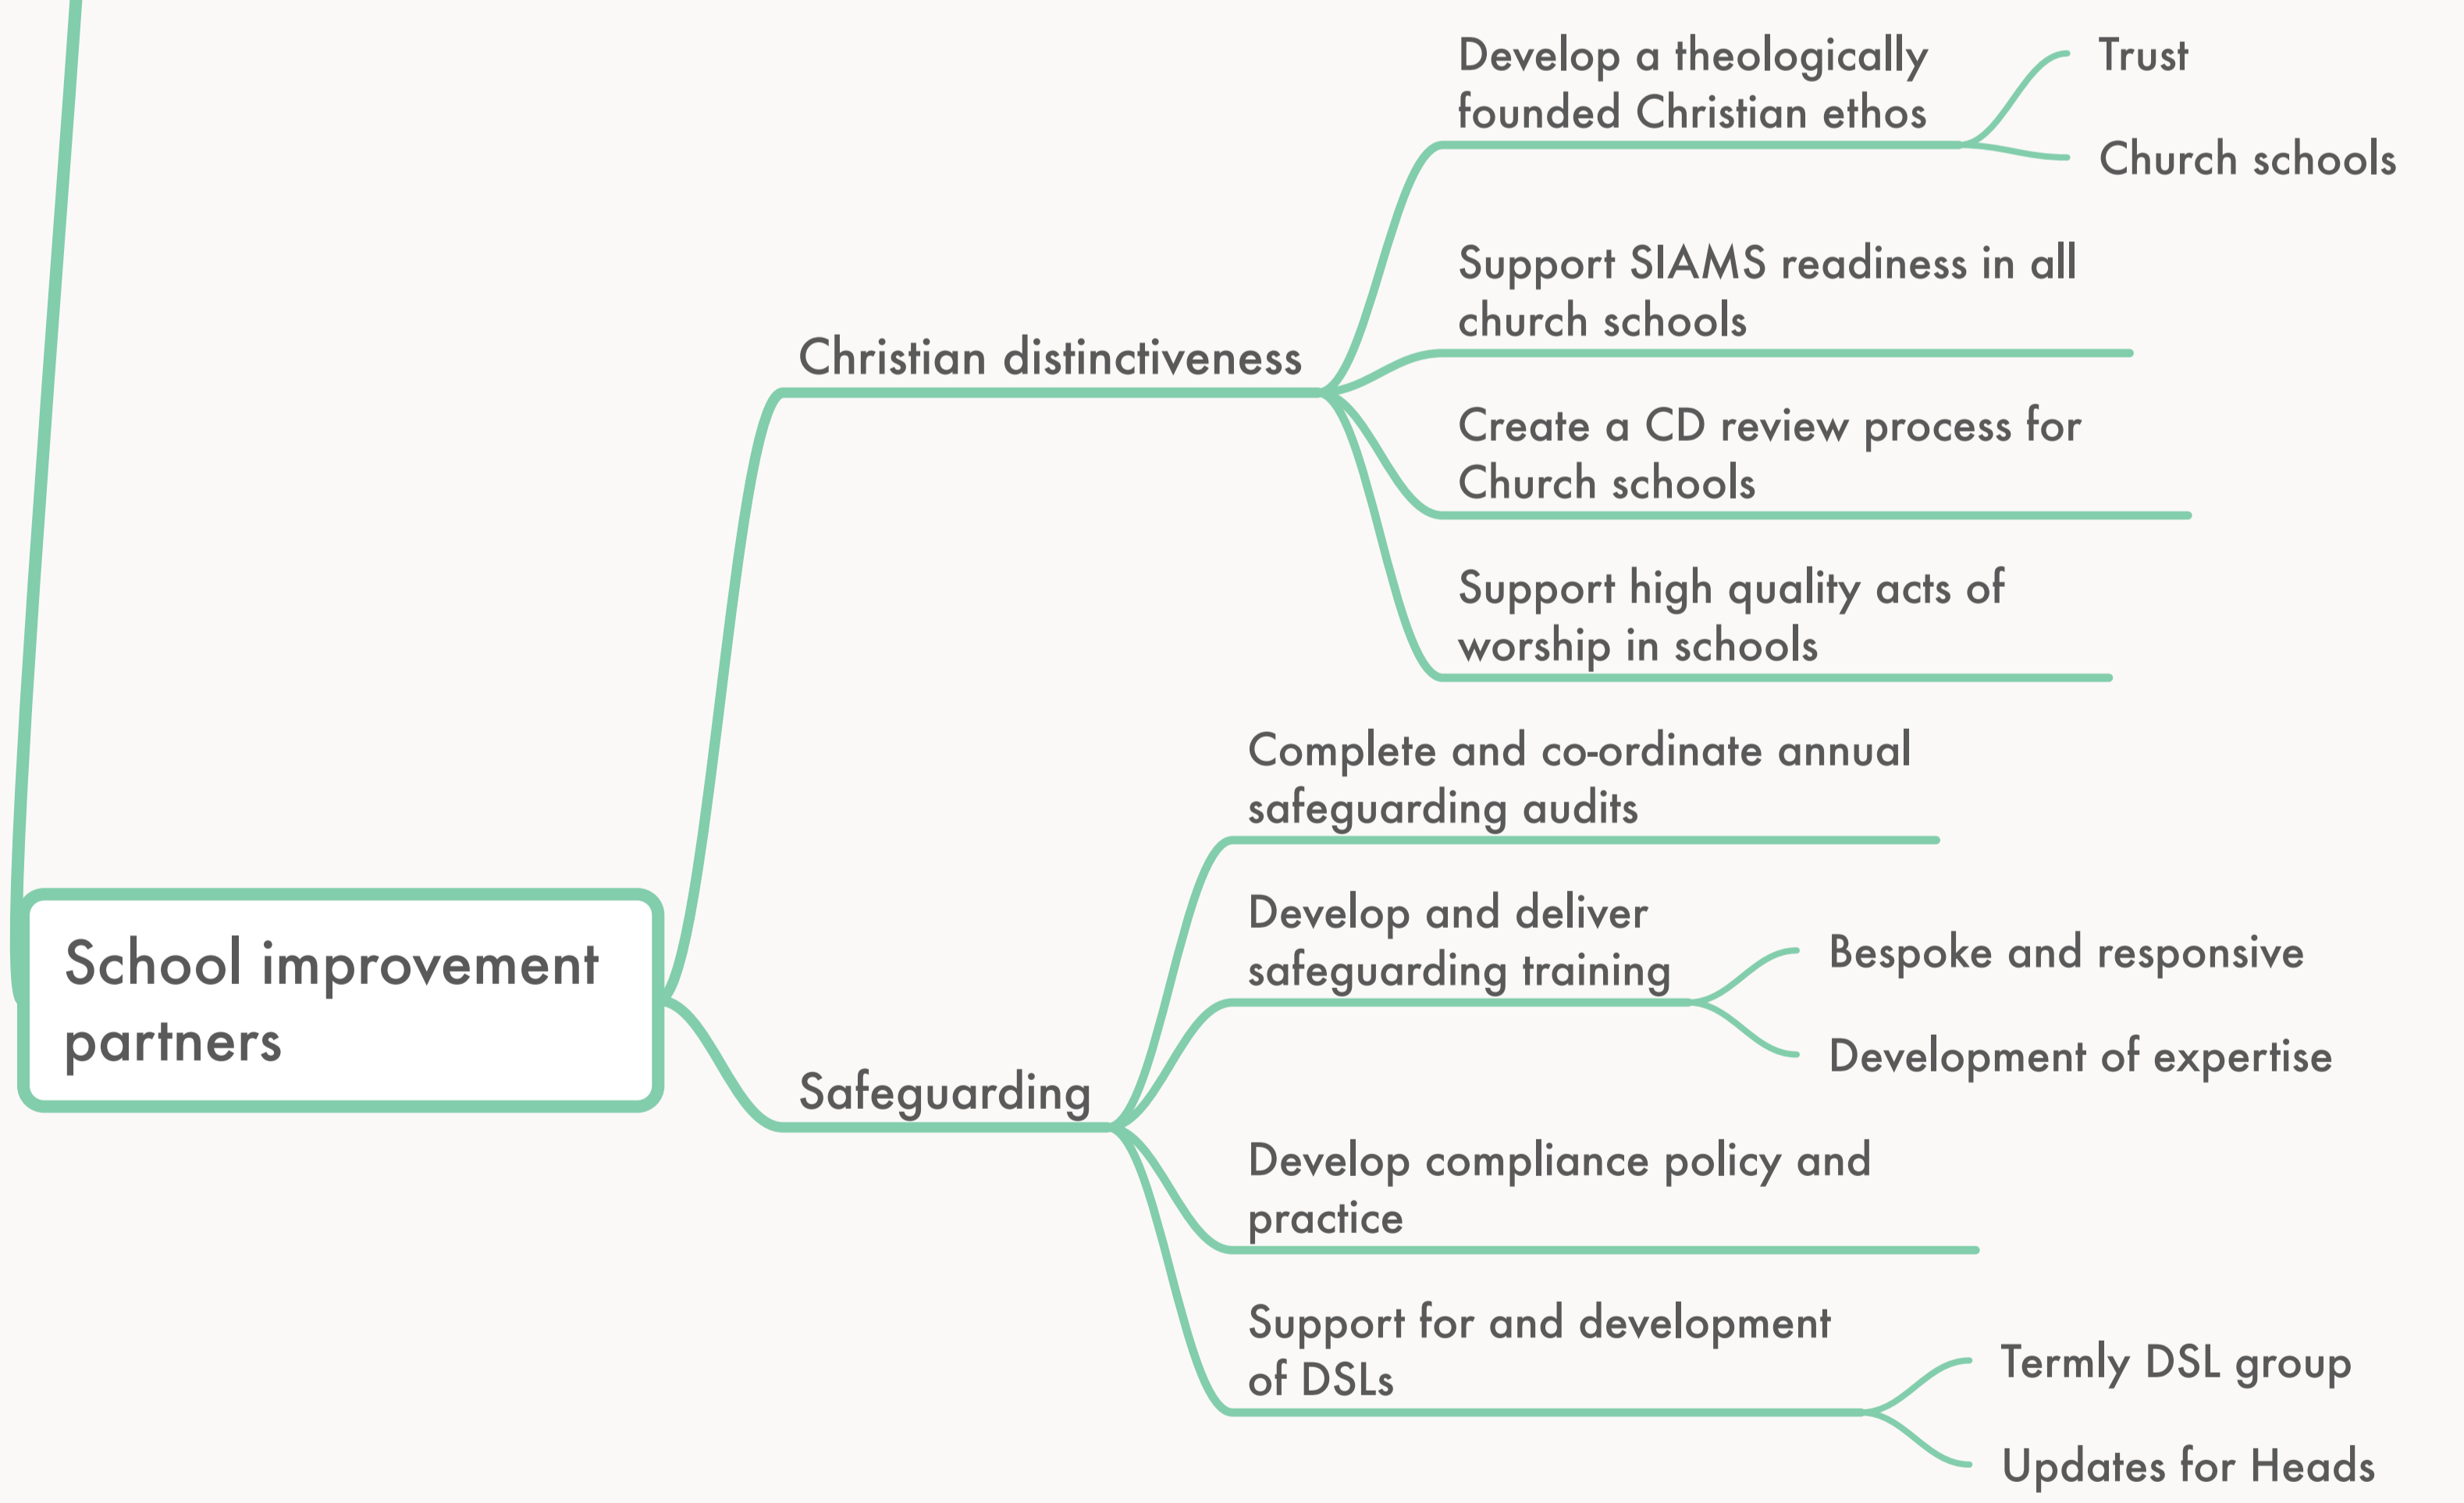 Develop a theologically
founded Christian ethos
Trust
Church schools
Support SIAMS readiness in all
church schools
Christian distinctiveness
Create a CD review process for
Church schools
Support high quality acts of
worship in schools
School improvement
partners
Safeguarding
Complete and co-ordinate annual
safeguarding audits
Develop and deliver
safeguarding training
Bespoke and responsive
Development of expertise
Develop compliance policy and
practice
Support for and development
of DSLs
Termly DSL group
Updates for Heads